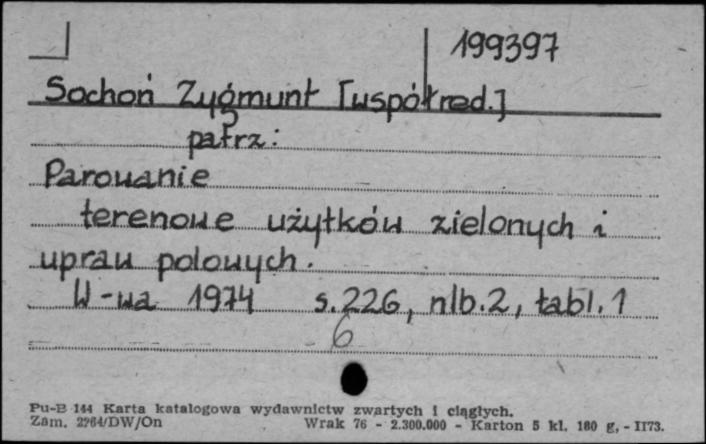 199397
Sochoń Zygmunt [współred.]
patrz:
Parowanie
terenowe użytków zielonych i
upraw polowych.
W-wa 1974 s.226, nlb.2, tabl.1
6
Pu-B 144 Karta katalogowa wydawnictw zwartych i ciągłych.
Zam. 2264/DW/On Wrak 76 - 2.300.000 - Karton 5 kl. 180 g, - II73.